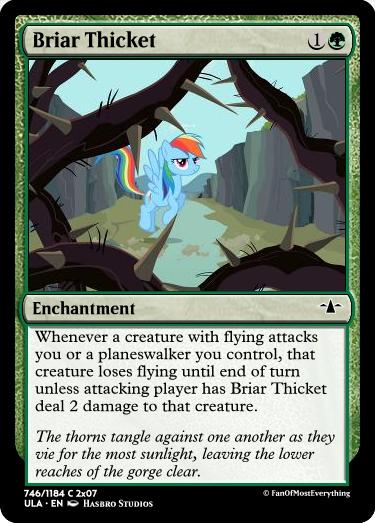 Briar Thicket 1
Enchantment
Whenever a creature with flying attacks
you or a planeswalker you control, that
creature loses flying until end of turn
unless attacking player has Briar Thicket
deal 2 damage to that creature.
The thorns tangle against one another as they
vie for the most sunlight, leaving the lower
reaches of the gorge clear.
746/1184 C 2x07
ULA · EN Hasbro Studios
© FanOfMostEverything